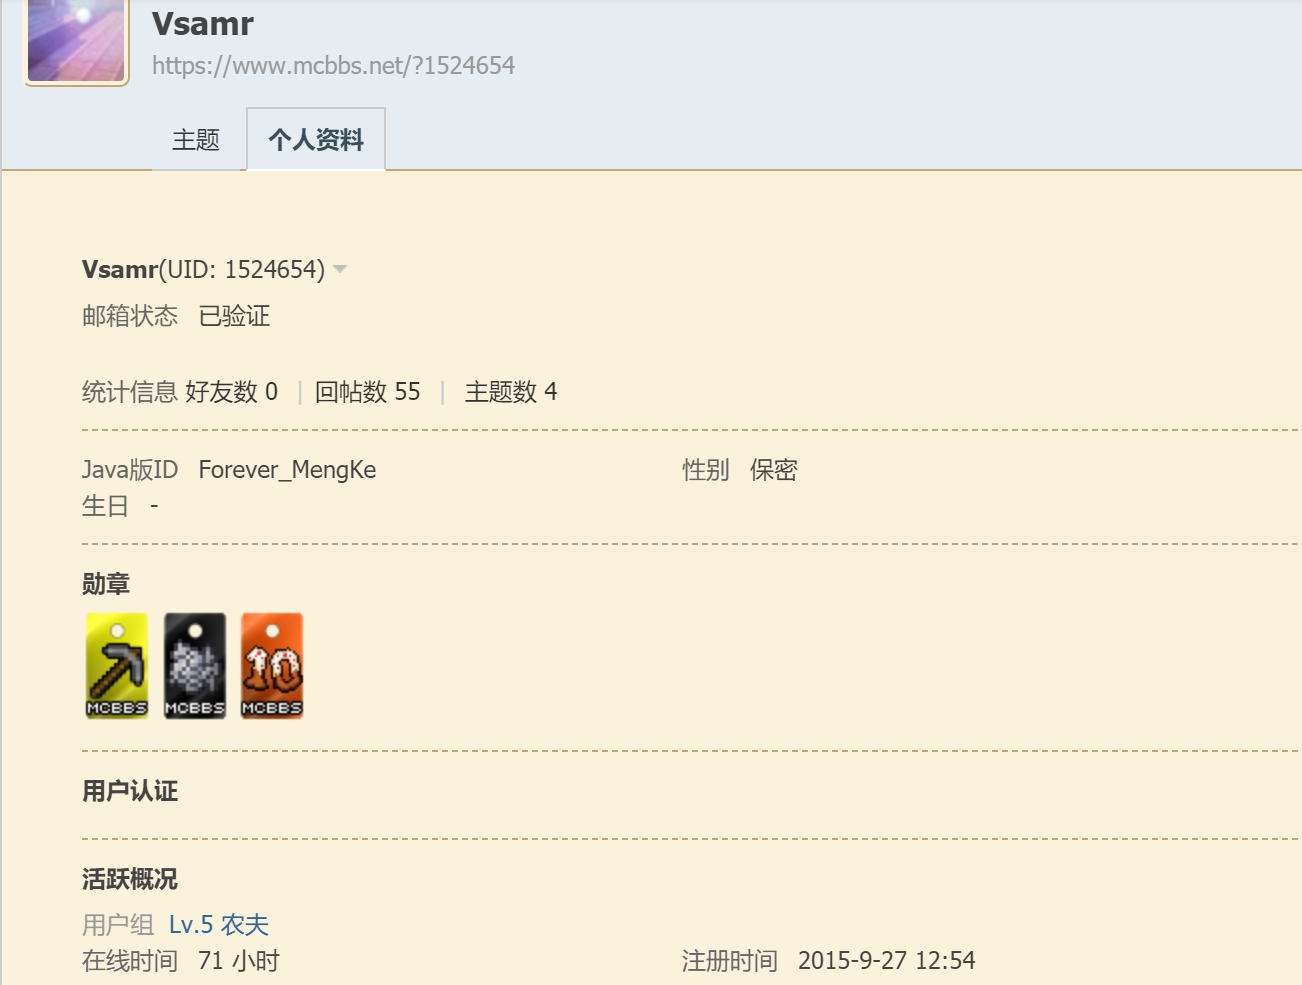 Vsamr
https://www.mcbbs.net/?1524654
主题 个人资料
Vsamr(UID: 1524654)
邮箱状态 已验证
统计信息 好友数 0 | 回帖数 55 | 主题数 4
Java版ID Forever_MengKe 性别 保密
生日 -
勋章
MCBBS MCBBS 10 MCBBS
用户认证
活跃概况
用户组 Lv.5 农夫
在线时间 71 小时 注册时间 2015-9-27 12:54